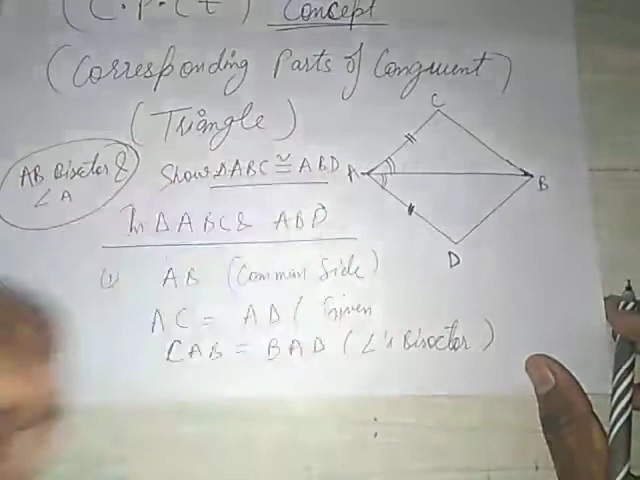 (C.P.C.t) Concept
(Corresponding Parts of Congruent)
(Triangle)
AB Bisector &
∠A
Show △ABC ≅ ABD
In △ABC & ABD
(i) AB (Common Side)
AC = AD (Given
CAB = BAD (∠'s Bisector)
C
A
B
D